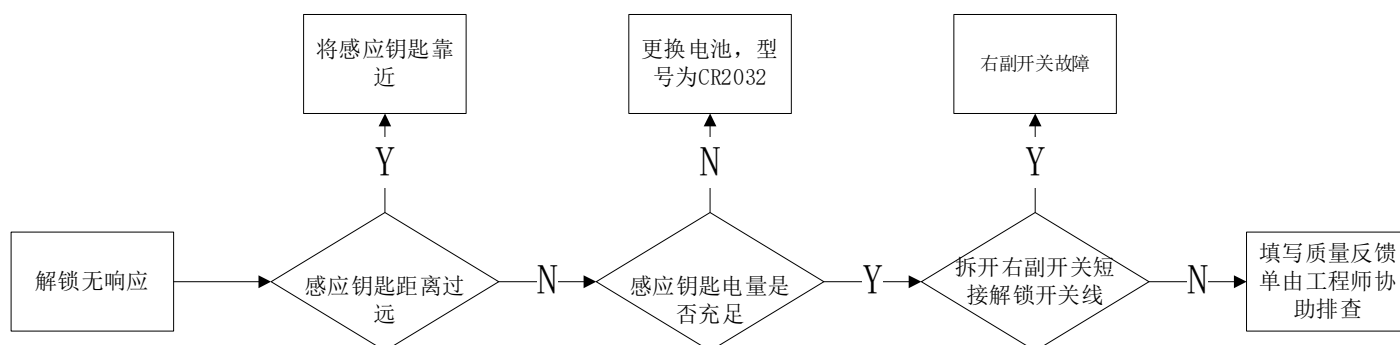 将感应钥匙靠
近
更换电池，型
号为CR2032
右副开关故障
Y
N
Y
解锁无响应
感应钥匙距离过
远
N
感应钥匙电量是
否充足
Y
拆开右副开关短
接解锁开关线
N
填写质量反馈
单由工程师协
助排查